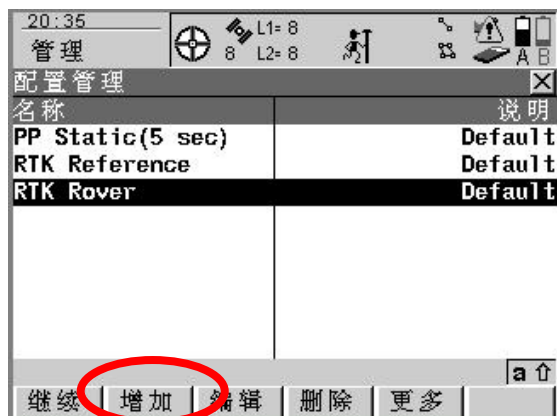 20:35
管理
8
L1= 8
L2= 8
A B
配置管理
名称 说明
PP Static(5 sec) Default
RTK Reference Default
RTK Rover Default
a
继续 增加 编辑 删除 更多